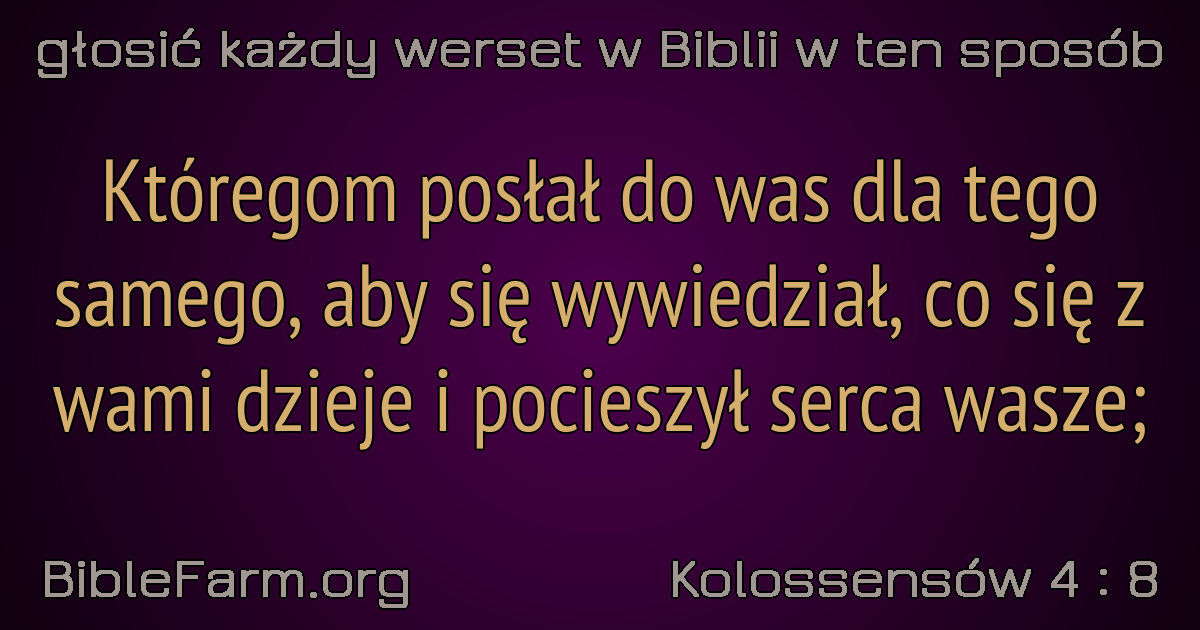 głosić każdy werset w Biblii w ten sposób
Któregom posłał do was dla tego
samego, aby się wywiedział, co się z
wami dzieje i pocieszył serca wasze;
BibleFarm.org
Kolossensów 4 : 8